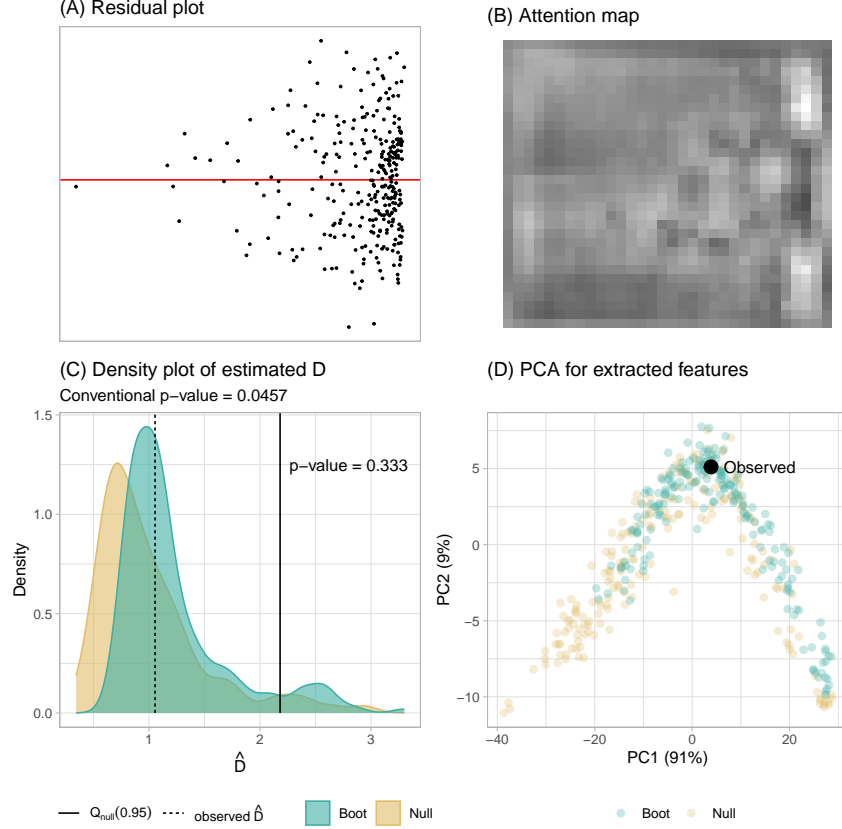 (A) Residual plot
(B) Attention map
(C) Density plot of estimated D
Conventional p−value = 0.0457
1.5
1.0
0.5
0.0
Density
p−value = 0.333
1
2
3
D̂
(D) PCA for extracted features
5
0
−5
−10
PC2 (9%)
Observed
−40
−20
0
20
PC1 (91%)
Qnull(0.95) observed D̂ Boot Null
Boot Null